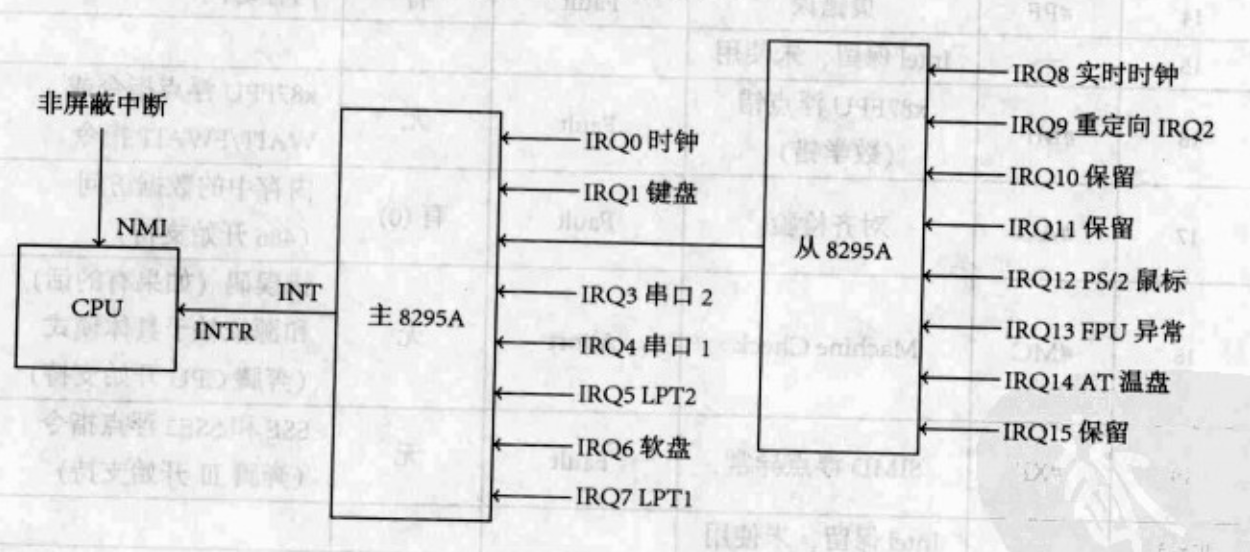 非屏蔽中断
NMI
CPU
INT
INTR
主 8295A
IRQ0 时钟
IRQ1 键盘
IRQ3 串口 2
IRQ4 串口 1
IRQ5 LPT2
IRQ6 软盘
IRQ7 LPT1
从 8295A
IRQ8 实时时钟
IRQ9 重定向 IRQ2
IRQ10 保留
IRQ11 保留
IRQ12 PS/2 鼠标
IRQ13 FPU 异常
IRQ14 AT 温盘
IRQ15 保留